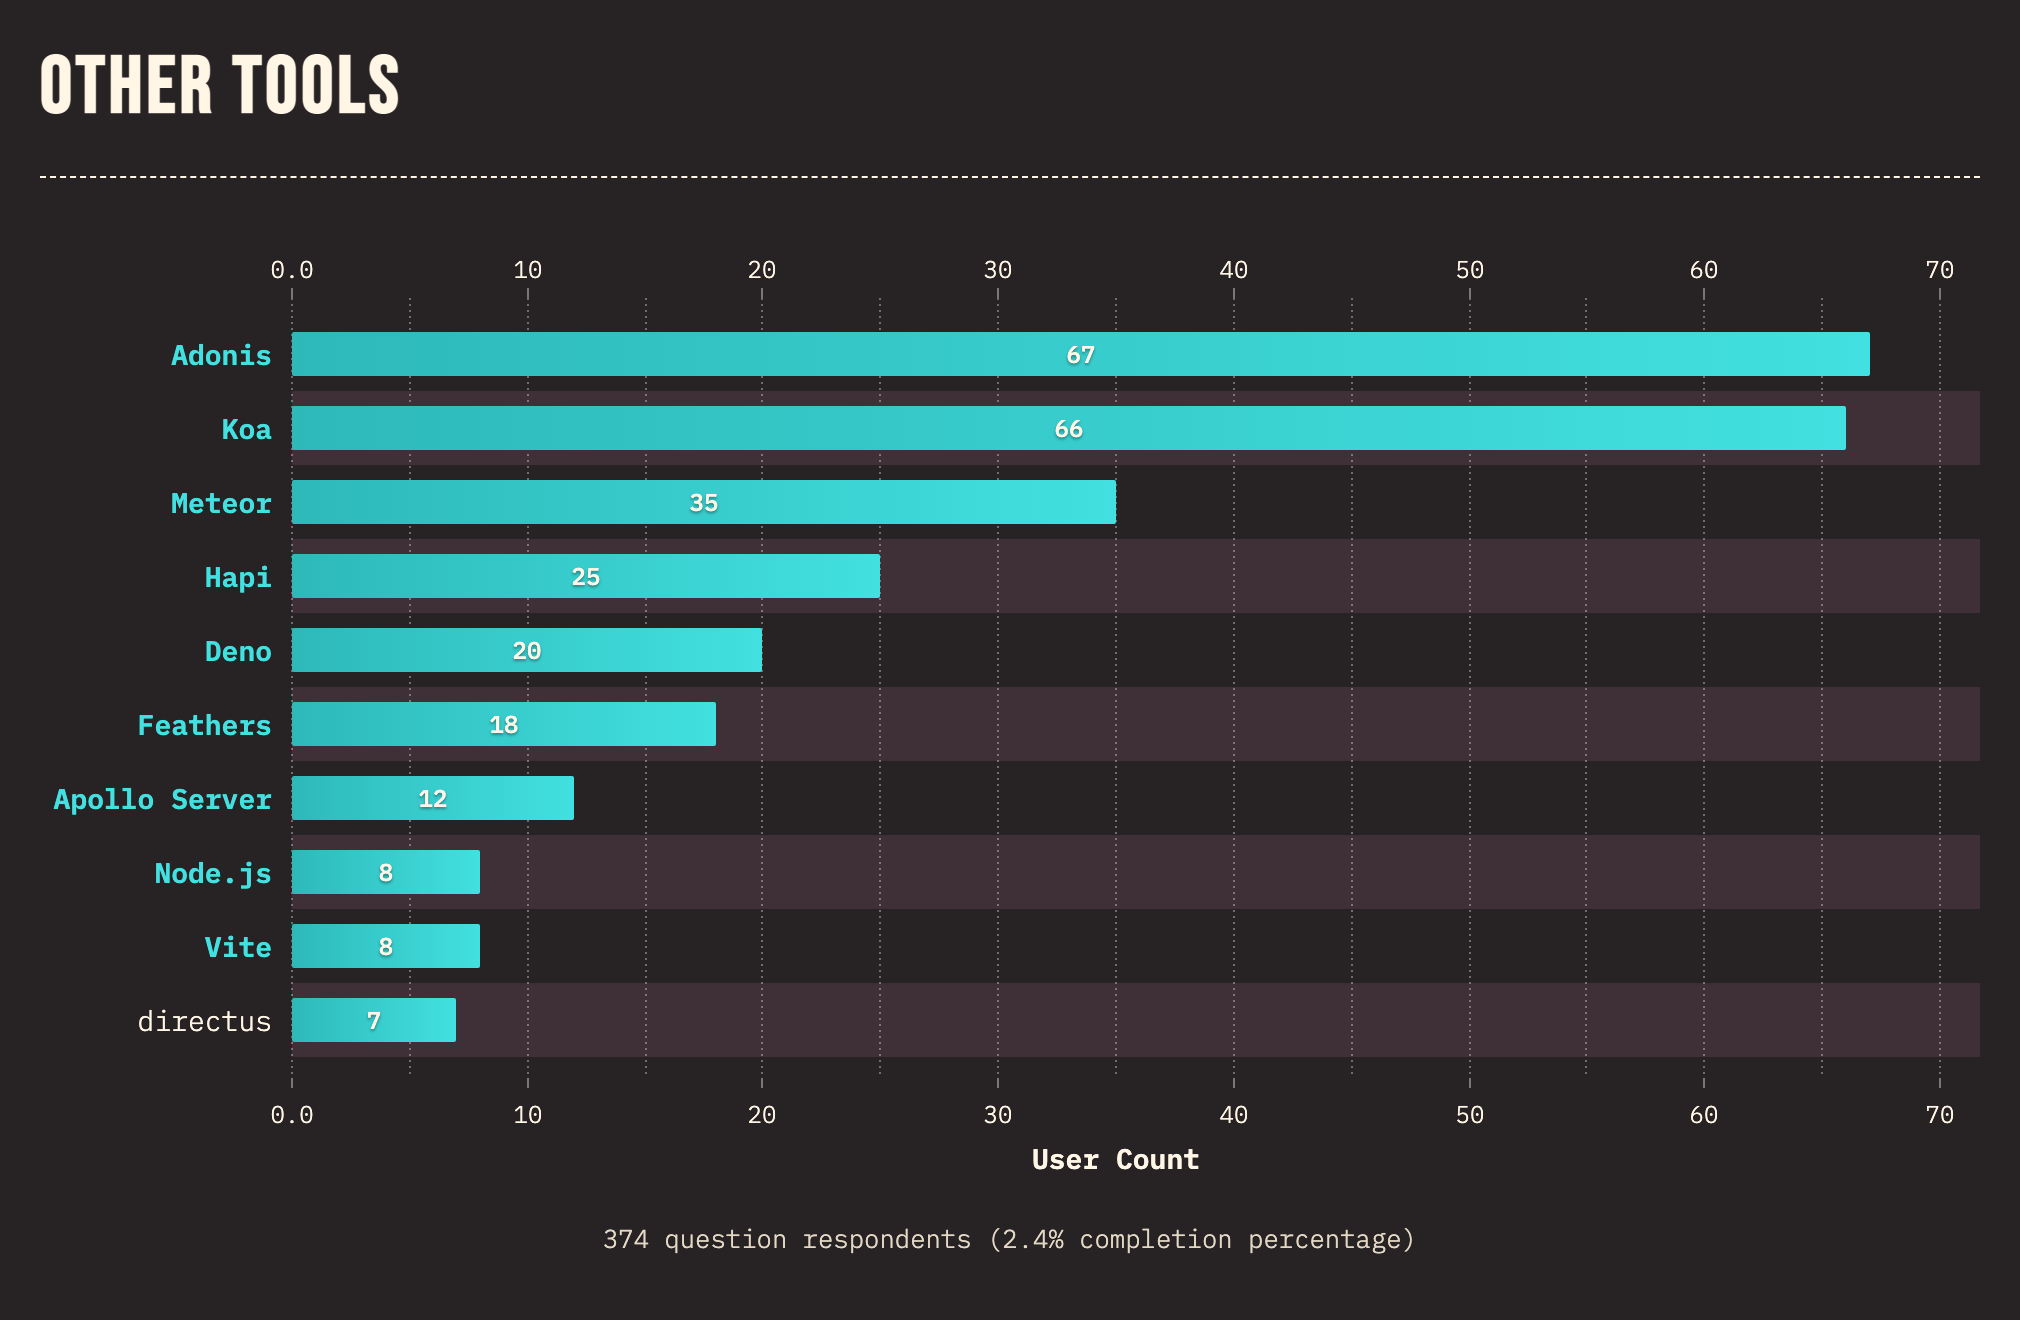 OTHER TOOLS
0.0 10 20 30 40 50 60 70
Adonis 67
Koa 66
Meteor 35
Hapi 25
Deno 20
Feathers 18
Apollo Server 12
Node.js 8
Vite 8
directus 7
0.0 10 20 30 40 50 60 70
User Count
374 question respondents (2.4% completion percentage)